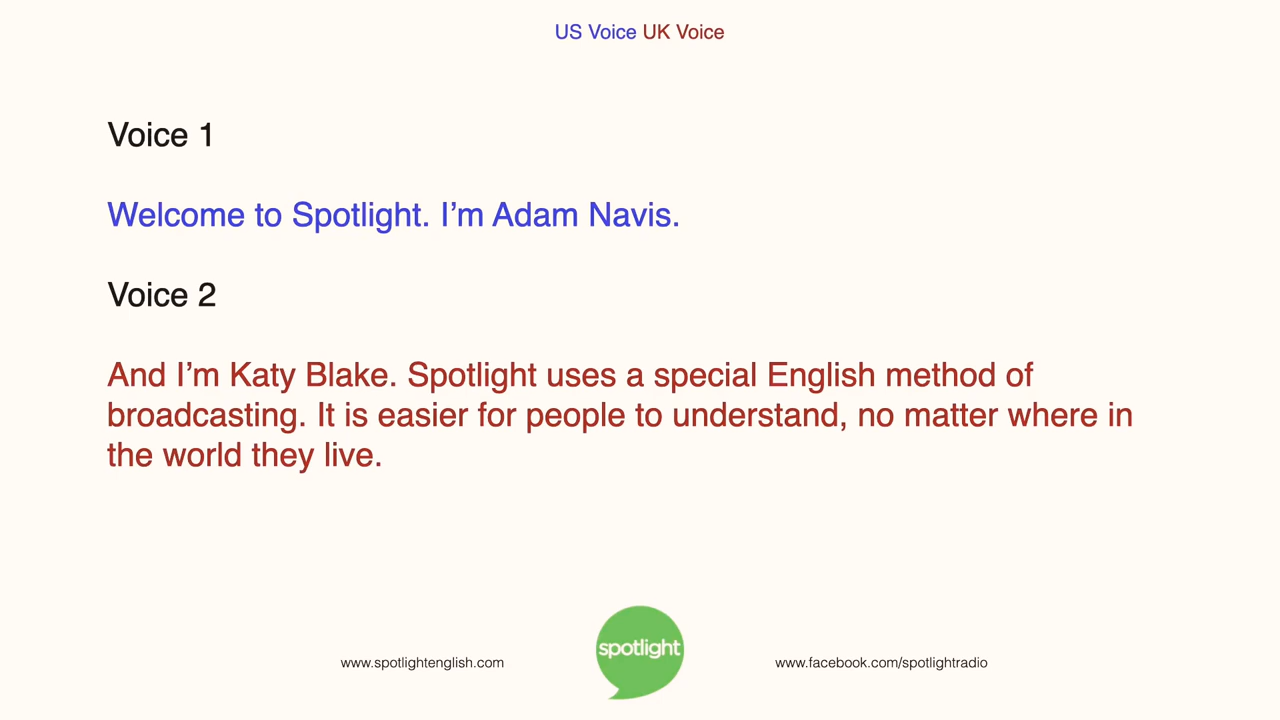 US Voice UK Voice
Voice 1
Welcome to Spotlight. I’m Adam Navis.
Voice 2
And I’m Katy Blake. Spotlight uses a special English method of
broadcasting. It is easier for people to understand, no matter where in
the world they live.
www.spotlightenglish.com
spotlight
www.facebook.com/spotlightradio